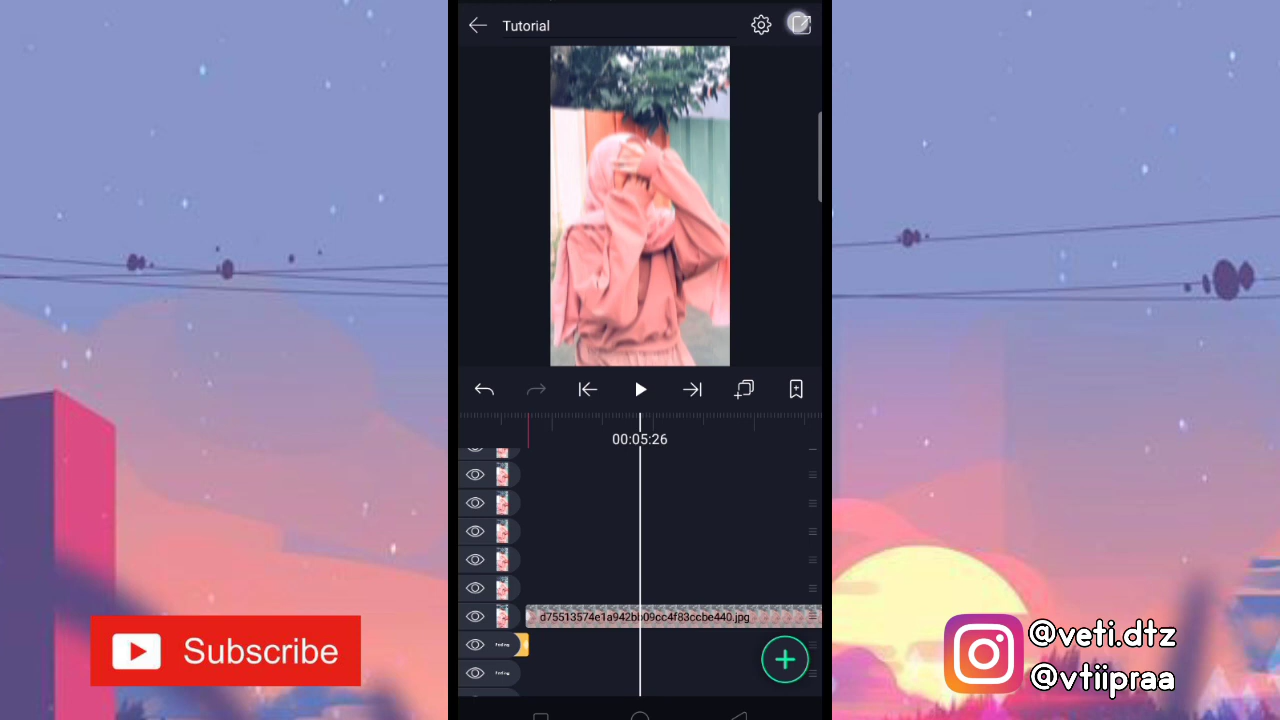 Tutorial
00:05:26
d75513574e1a942bb09cc4f83ccbe440.jpg
Subscribe
@veti.dtz
@vtiipraa